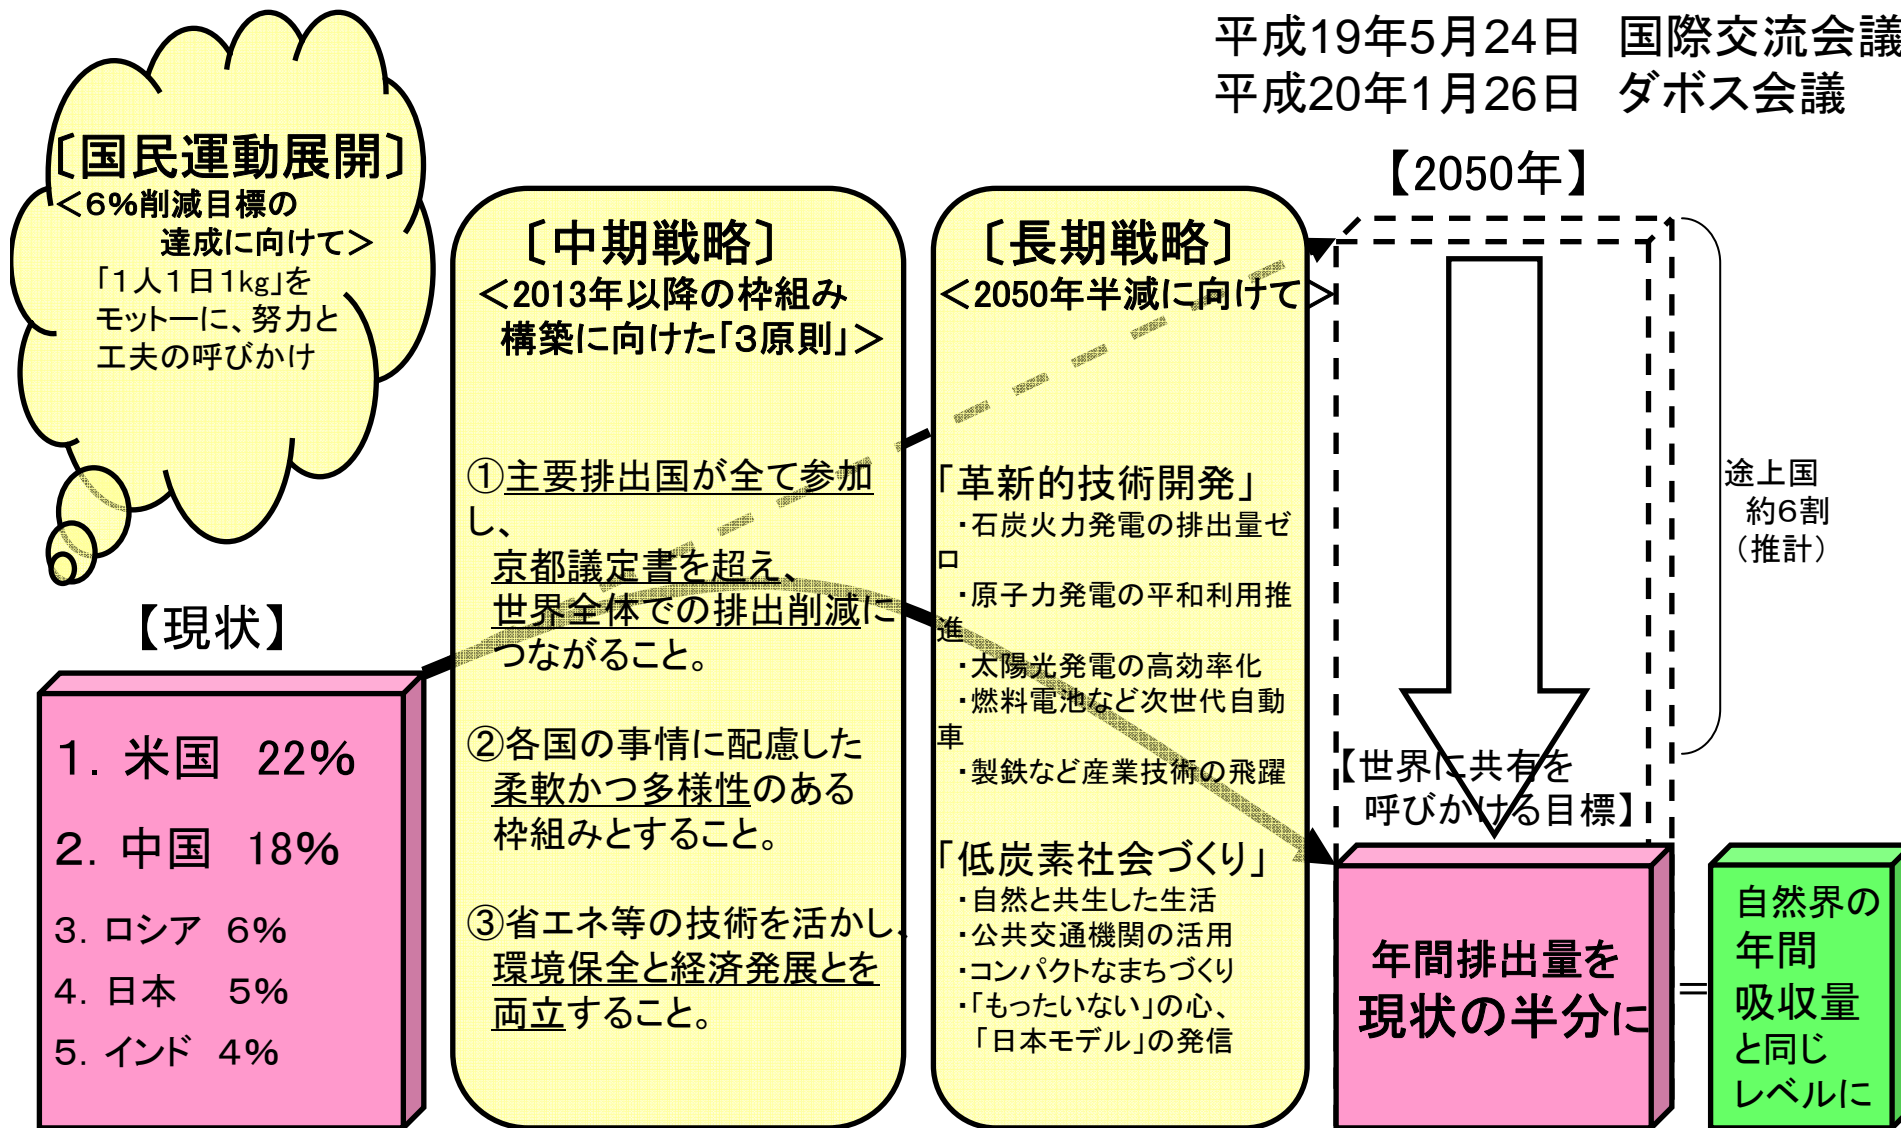 平成19年5月24日　国際交流会議
平成20年1月26日　ダボス会議
〔国民運動展開〕
＜6%削減目標の
達成に向けて＞
「1人1日1kg」を
モットーに、努力と
工夫の呼びかけ
【現状】
1．米国　22%
2．中国　18%
3．ロシア　6%
4．日本　5%
5．インド　4%
〔中期戦略〕
＜2013年以降の枠組み
構築に向けた「3原則」＞
①主要排出国が全て参加
し、
京都議定書を超え、
世界全体での排出削減に
つながること。
②各国の事情に配慮した
柔軟かつ多様性のある
枠組みとすること。
③省エネ等の技術を活かし、
環境保全と経済発展とを
両立すること。
〔長期戦略〕
＜2050年半減に向けて＞
「革新的技術開発」
・石炭火力発電の排出量ゼ
ロ
・原子力発電の平和利用推
進
・太陽光発電の高効率化
・燃料電池など次世代自動
車
・製鉄など産業技術の飛躍
「低炭素社会づくり」
・自然と共生した生活
・公共交通機関の活用
・コンパクトなまちづくり
・「もったいない」の心、
「日本モデル」の発信
【2050年】
途上国
約6割
（推計）
【世界に共有を
呼びかける目標】
年間排出量を
現状の半分に
＝
自然界の
年間
吸収量
と同じ
レベルに